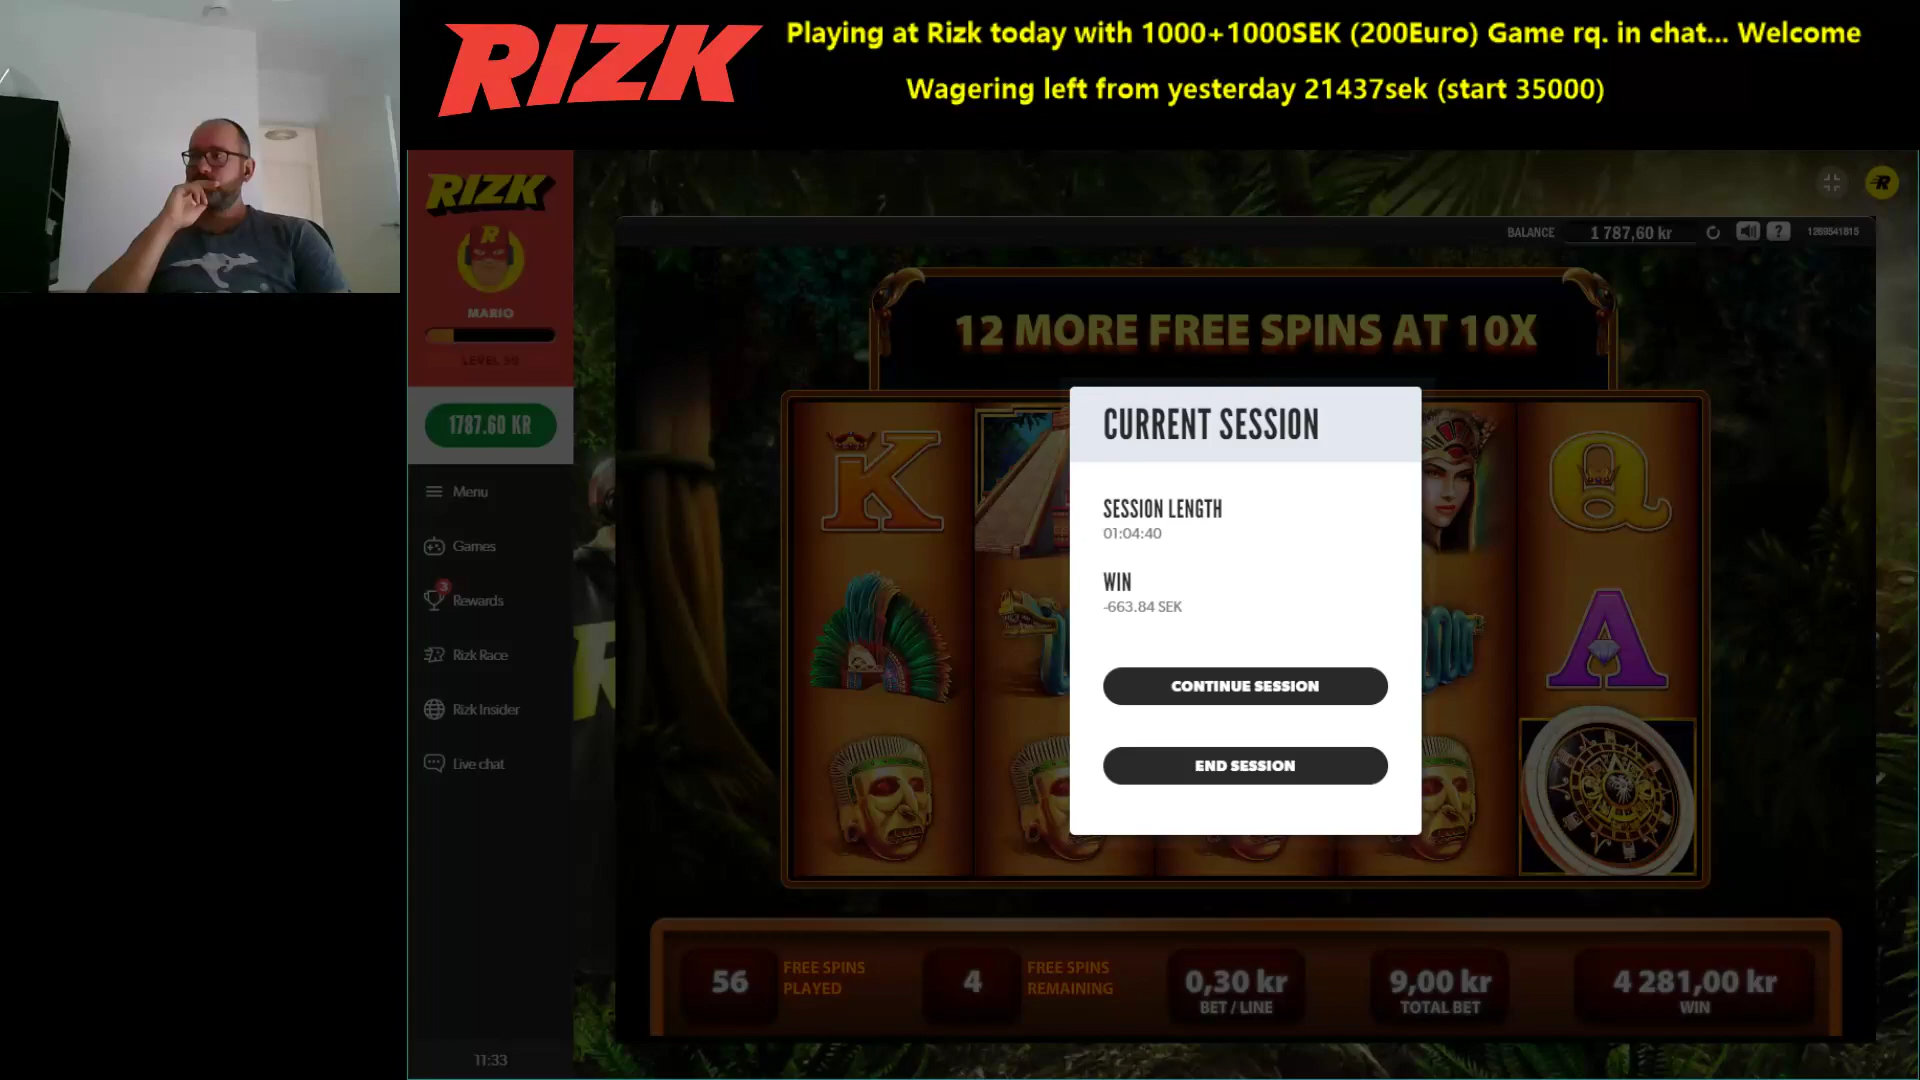 RIZK
Playing at Rizk today with 1000+1000SEK (200Euro) Game rq. in chat... Welcome
Wagering left from yesterday 21437sek (start 35000)
RIZK
R
MARIO
LEVEL 50
1787.60 KR
Menu
Games
3
Rewards
Rizk Race
Rizk Insider
Live chat
11:33
R
BALANCE 1 787,60 kr ? 1269541815
12 MORE FREE SPINS AT 10X
K
Q
A
CURRENT SESSION
SESSION LENGTH
01:04:40
WIN
-663.84 SEK
CONTINUE SESSION
END SESSION
56 FREE SPINS PLAYED
4 FREE SPINS REMAINING
0,30 kr
BET / LINE
9,00 kr
TOTAL BET
4 281,00 kr
WIN